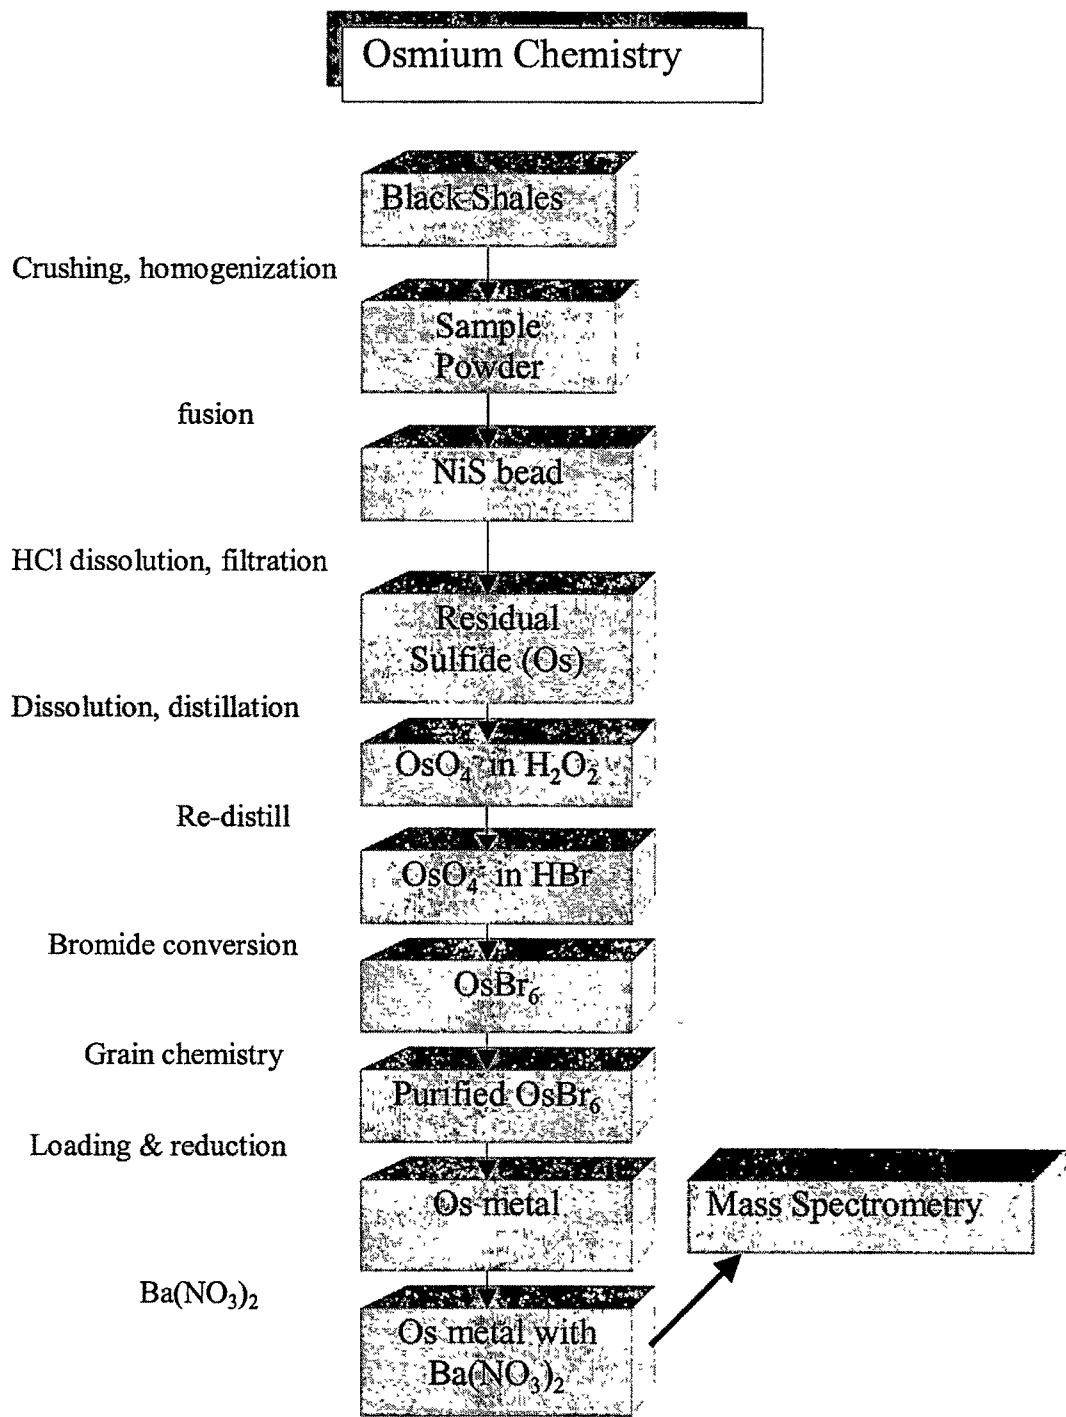 Osmium Chemistry
Black Shales
Crushing, homogenization
Sample
Powder
fusion
NiS bead
HCl dissolution, filtration
Residual
Sulfide (Os)
Dissolution, distillation
OsO₄⁻ in H₂O₂
Re-distill
OsO₄⁻ in HBr
Bromide conversion
OsBr₆
Grain chemistry
Purified OsBr₆
Loading & reduction
Os metal
Mass Spectrometry
Ba(NO₃)₂
Os metal with
Ba(NO₃)₂